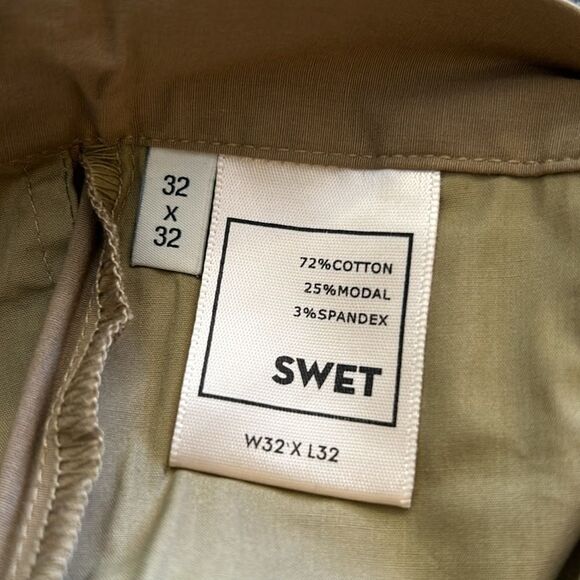 32
x
32
72%COTTON
25%MODAL
3%SPANDEX
SWET
W32 X L32